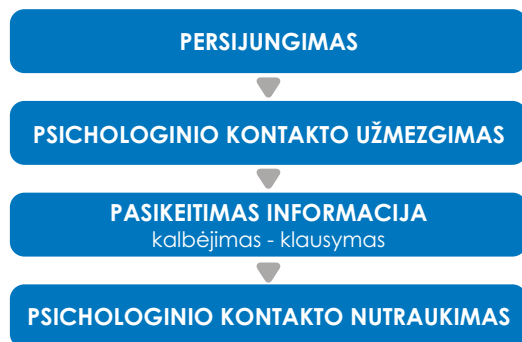 PERSIJUNGIMAS
PSICHOLOGINIO KONTAKTO UŽMEZGIMAS
PASIKEITIMAS INFORMACIJA
kalbėjimas - klausymas
PSICHOLOGINIO KONTAKTO NUTRAUKIMAS